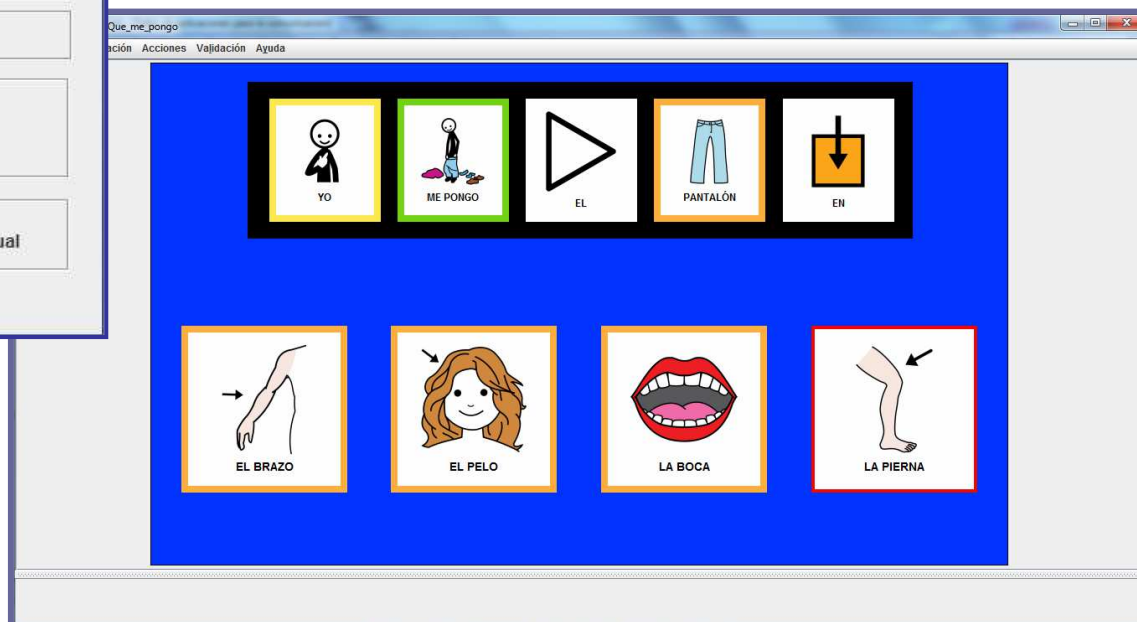 Que_me_pongo
ación Acciones Validación Ayuda
YO ME PONGO EL PANTALÓN EN
ual
EL BRAZO EL PELO LA BOCA LA PIERNA